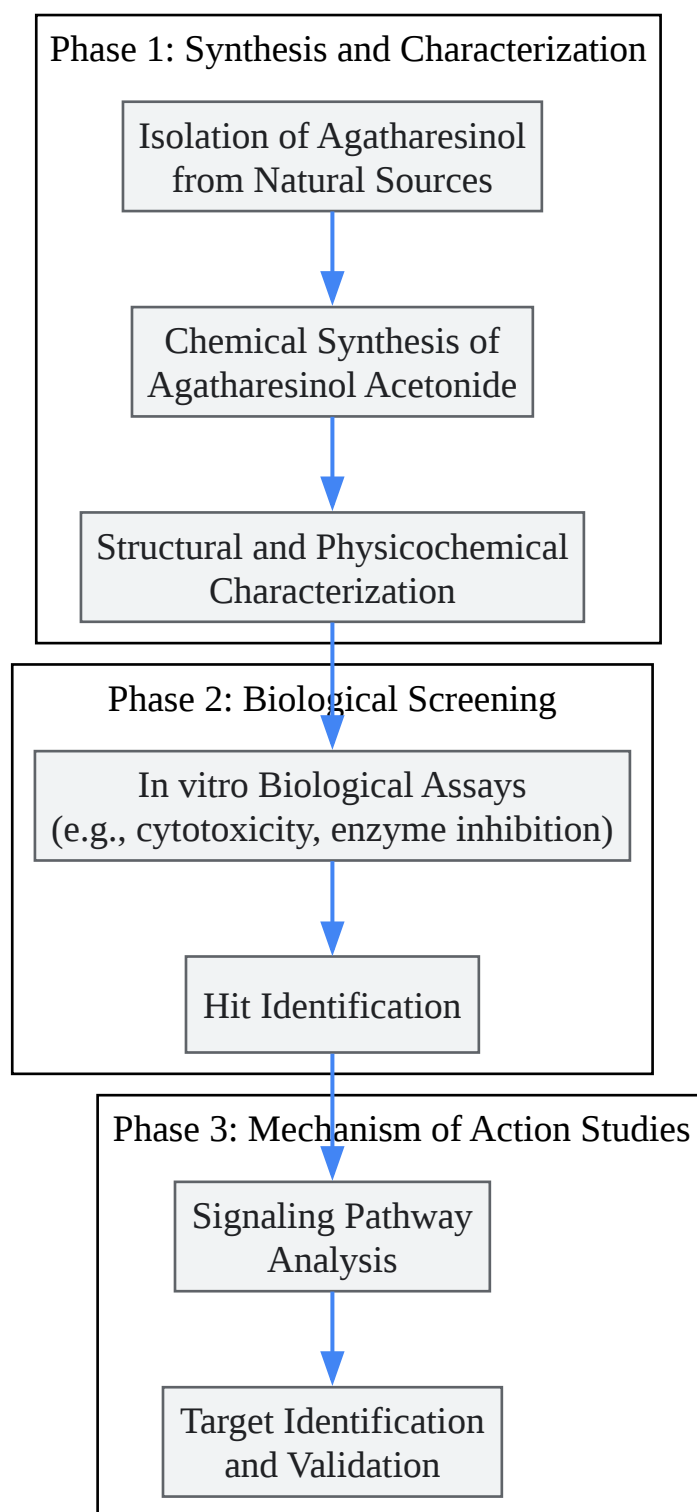 Phase 1: Synthesis and Characterization
Isolation of Agatharesinol
from Natural Sources
Chemical Synthesis of
Agatharesinol Acetonide
Structural and Physicochemical
Characterization
Phase 2: Biological Screening
In vitro Biological Assays
(e.g., cytotoxicity, enzyme inhibition)
Hit Identification
Phase 3: Mechanism of Action Studies
Signaling Pathway
Analysis
Target Identification
and Validation